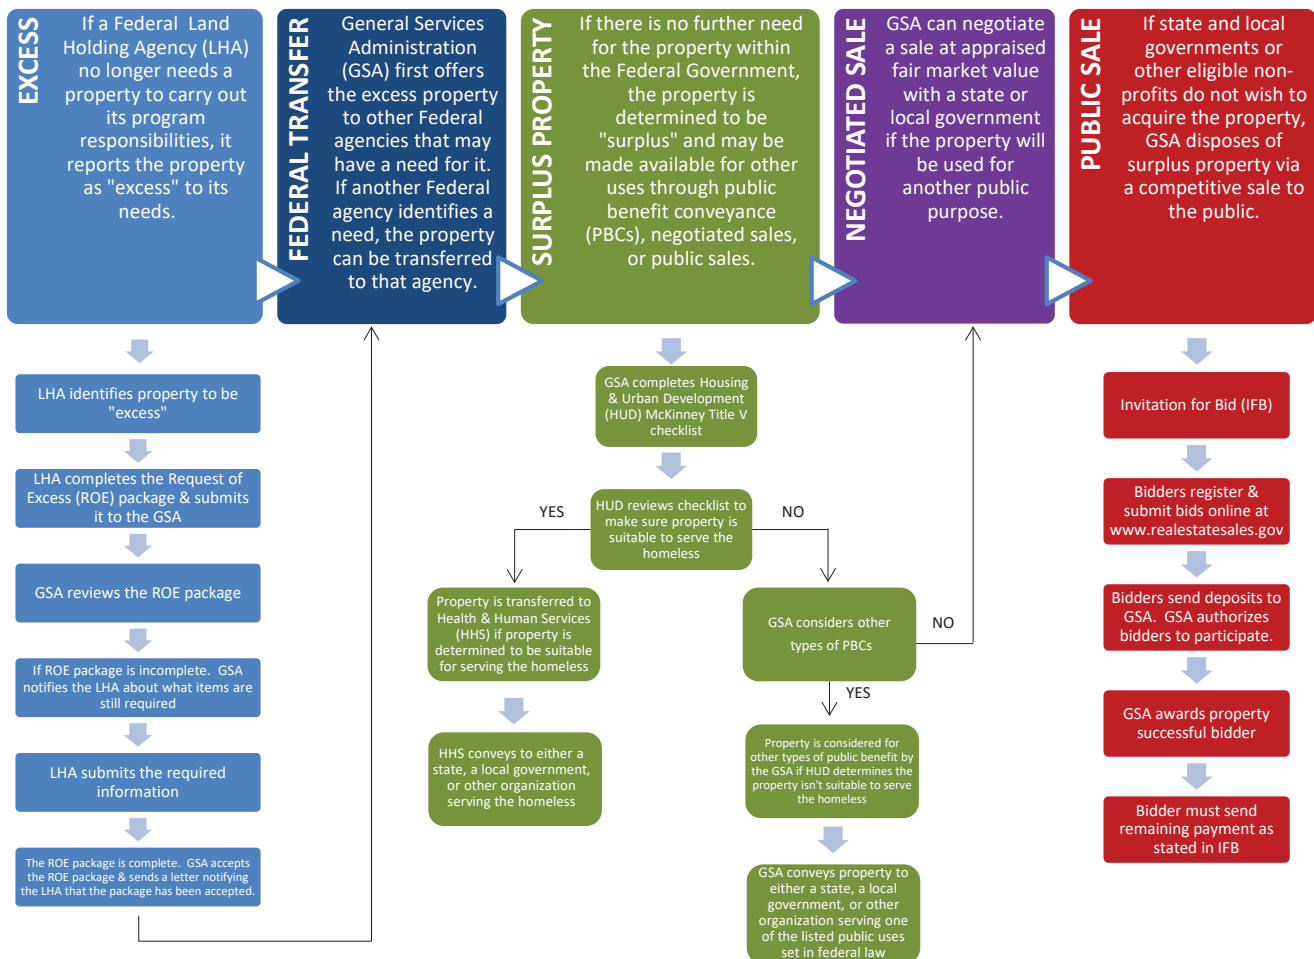 EXCESS
If a Federal Land
Holding Agency (LHA)
no longer needs a
property to carry out
its program
responsibilities, it
reports the property
as "excess" to its
needs.
FEDERAL TRANSFER
General Services
Administration
(GSA) first offers
the excess property
to other Federal
agencies that may
have a need for it.
If another Federal
agency identifies a
need, the property
can be transferred
to that agency.
SURPLUS PROPERTY
If there is no further need
for the property within
the Federal Government,
the property is
determined to be
"surplus" and may be
made available for other
uses through public
benefit conveyance
(PBCs), negotiated sales,
or public sales.
NEGOTIATED SALE
GSA can negotiate
a sale at appraised
fair market value
with a state or
local government
if the property will
be used for
another public
purpose.
PUBLIC SALE
If state and local
governments or
other eligible non-
profits do not wish to
acquire the property,
GSA disposes of
surplus property via
a competitive sale to
the public.
LHA identifies property to be
"excess"
LHA completes the Request of
Excess (ROE) package & submits
it to the GSA
GSA reviews the ROE package
If ROE package is incomplete. GSA
notifies the LHA about what items are
still required
LHA submits the required
information
The ROE package is complete. GSA accepts
the ROE package & sends a letter notifying
the LHA that the package has been accepted.
GSA completes Housing
& Urban Development
(HUD) McKinney Title V
checklist
HUD reviews checklist to
make sure property is
suitable to serve the
homeless
YES
NO
Property is transferred to
Health & Human Services
(HHS) if property is
determined to be suitable
for serving the homeless
HHS conveys to either a
state, a local government,
or other organization
serving the homeless
GSA considers other
types of PBCs
NO
YES
Property is considered for
other types of public benefit by
the GSA if HUD determines the
property isn't suitable to serve
the homeless
GSA conveys property to
either a state, a local
government, or other
organization serving one
of the listed public uses
set in federal law
Invitation for Bid (IFB)
Bidders register &
submit bids online at
www.realestatesales.gov
Bidders send deposits to
GSA. GSA authorizes
bidders to participate.
GSA awards property
successful bidder
Bidder must send
remaining payment as
stated in IFB